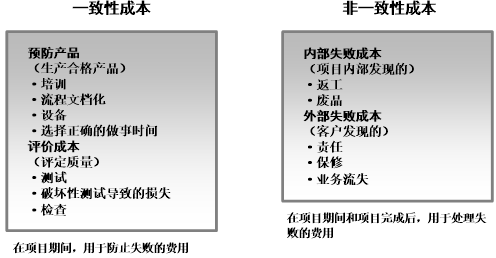 一致性成本
预防产品
（生产合格产品）
·培训
·流程文档化
·设备
·选择正确的做事时间
评价成本
（评定质量）
·测试
·破坏性测试导致的损失
·检查
在项目期间，用于防止失败的费用
非一致性成本
内部失败成本
（项目内部发现的）
·返工
·废品
外部失败成本
（客户发现的）
·责任
·保修
·业务流失
在项目期间和项目完成后，用于处理失
败的费用